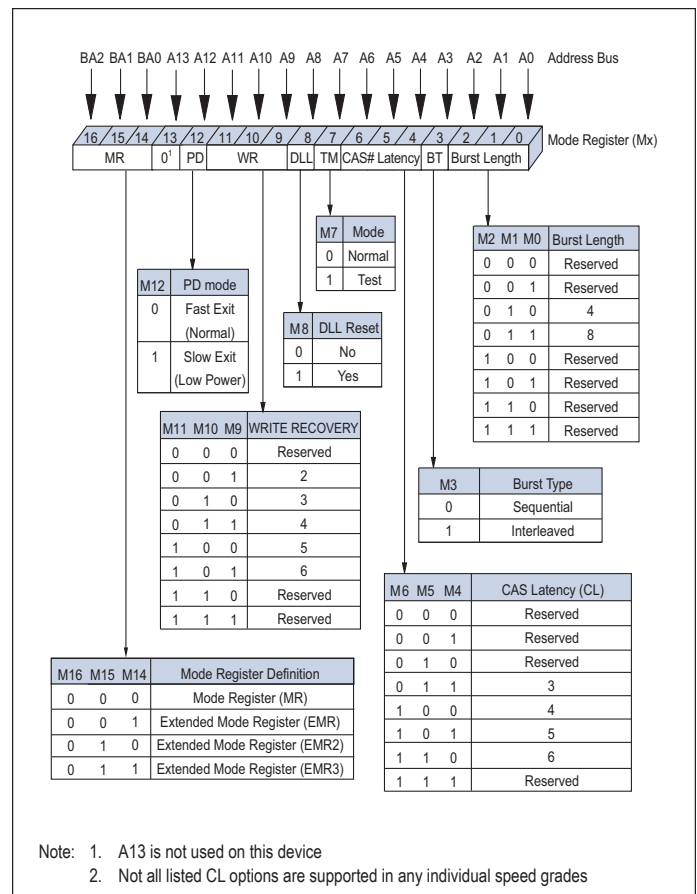 BA2 BA1 BA0 A13 A12 A11 A10 A9 A8 A7 A6 A5 A4 A3 A2 A1 A0 Address Bus
16 15 14 13 12 11 10 9 8 7 6 5 4 3 2 1 0 Mode Register (Mx)
MR 0¹ PD WR DLL TM CAS# Latency BT Burst Length
M7 Mode
0 Normal
1 Test
M2 M1 M0 Burst Length
0 0 0 Reserved
0 0 1 Reserved
0 1 0 4
0 1 1 8
1 0 0 Reserved
1 0 1 Reserved
1 1 0 Reserved
1 1 1 Reserved
M12 PD mode
0 Fast Exit
(Normal)
1 Slow Exit
(Low Power)
M8 DLL Reset
0 No
1 Yes
M11 M10 M9 WRITE RECOVERY
0 0 0 Reserved
0 0 1 2
0 1 0 3
0 1 1 4
1 0 0 5
1 0 1 6
1 1 0 Reserved
1 1 1 Reserved
M3 Burst Type
0 Sequential
1 Interleaved
M6 M5 M4 CAS Latency (CL)
0 0 0 Reserved
0 0 1 Reserved
0 1 0 Reserved
0 1 1 3
1 0 0 4
1 0 1 5
1 1 0 6
1 1 1 Reserved
M16 M15 M14 Mode Register Definition
0 0 0 Mode Register (MR)
0 0 1 Extended Mode Register (EMR)
0 1 0 Extended Mode Register (EMR2)
0 1 1 Extended Mode Register (EMR3)
Note: 1. A13 is not used on this device
2. Not all listed CL options are supported in any individual speed grades